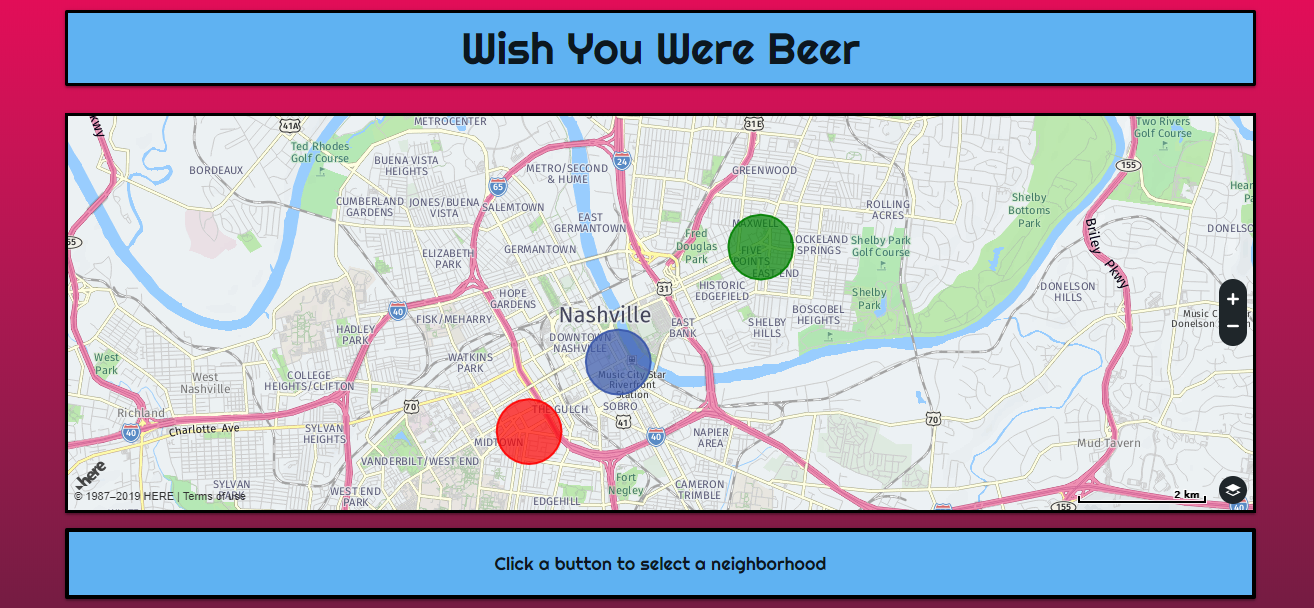 Wish You Were Beer
Pkwy
41A
METROCENTER
31E
Two Rivers
Golf Course
Ted Rhodes
Golf Course
BUENA VISTA
HEIGHTS
24
155
BORDEAUX
METRO/SECOND
& HUME
GREENWOOD
65
CUMBERLAND
GARDENS
JONES/BUENA
VISTA
SALEMTOWN
ROLLING
ACRES
Shelby
Bottoms
Park
EAST
GERMANTOWN
MAXWELL
Fred
Douglas
Park
DONELSO
55
ELIZABETH
PARK
GERMANTOWN
FIVE
POINTS
OCKELAND
SPRINGS
Shelby Park
Golf Course
Briley Pkwy
EAST END
HISTORIC
EDGEFIELD
31
HOPE
GARDENS
DONELSON
HILLS
Shelby
Park
+
−
40
FISK/MEHARRY
Nashville
EAST
BANK
SHELBY
HILLS
BOSCOBEL
HEIGHTS
Music C
Donelson
HADLEY
PARK
DOWNTOWN
NASHVILLE
West
Park
WATKINS
PARK
West
Nashville
COLLEGE
HEIGHTS/CLIFTON
Music City Star
Riverfront
Station
Richland
70
THE GULCH
SOBRO
41
70
40
Charlotte Ave
SYLVAN
HEIGHTS
MIDTOWN
40
NAPIER
AREA
Mud Tavern
VANDERBILT/WEST END
here
SYLVAN
PARK
© 1987–2019 HERE | Terms of use
WEST END
PARK
EDGEHILL
Fort
Negley
CAMERON
TRIMBLE
2 km
155
40
Click a button to select a neighborhood